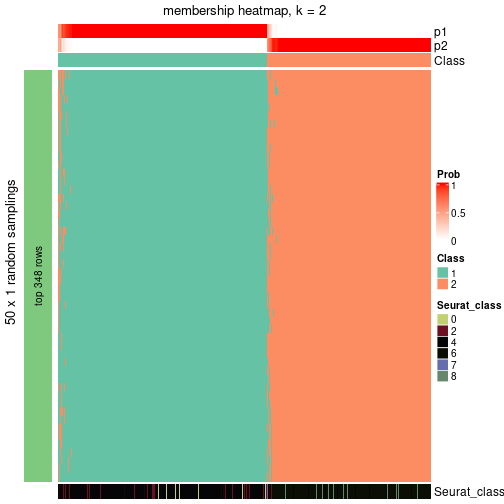 membership heatmap, k = 2
p1
p2
Class
50 x 1 random samplings
top 348 rows
Prob
1
0.5
0
Class
1
2
Seurat_class
0
2
4
6
7
8
Seurat_class